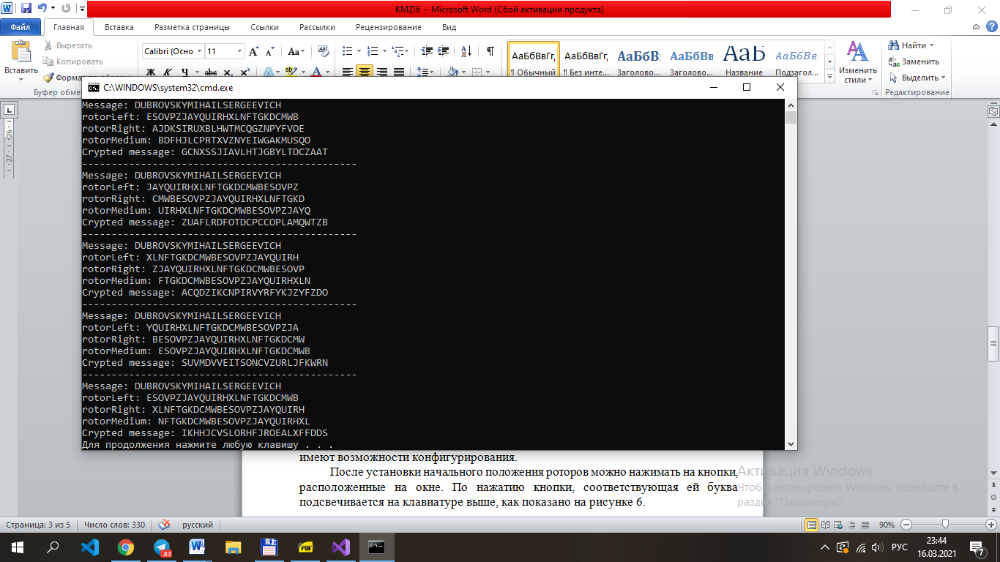 KMZI6 - Microsoft Word (Сбой активации продукта)
Файл Главная Вставка Разметка страницы Ссылки Рассылки Рецензирование Вид
Вставить Вырезать Копировать
Calibri (Осно 11
АаБбВвГг, АаБбВвГг, АаБбВ АаБбВв АаБ АаБбВв.
¶ Обычный ¶ Без инте... Заголово... Заголово... Название Подзагол...
Изменить стили
Найти
Заменить
Выделить
Редактирование
C:\WINDOWS\system32\cmd.exe
Message: DUBROVSKYMIHAILSERGEEVICH
rotorLeft: ESOVPZJAYQUIRHXLNFTGKDCMWB
rotorRight: AJDKSIRUXBLHWTMCQGZNPYFVOE
rotorMedium: BDFHJLCPRTXVZNYEIWGAKMUSQO
Crypted message: GCNXSSJIAVLHTJGBYLTDCZAAT
-----------------------------------------------
Message: DUBROVSKYMIHAILSERGEEVICH
rotorLeft: JAYQUIRHXLNFTGKDCMWBESOVPZ
rotorRight: CMWBESOVPZJAYQUIRHXLNFTGKD
rotorMedium: UIRHXLNFTGKDCMWBESOVPZJAYQ
Crypted message: ZUAFLRDFOTDCPCCOPLAMQWTZB
-----------------------------------------------
Message: DUBROVSKYMIHAILSERGEEVICH
rotorLeft: XLNFTGKDCMWBESOVPZJAYQUIRH
rotorRight: ZJAYQUIRHXLNFTGKDCMWBESOVP
rotorMedium: FTGKDCMWBESOVPZJAYQUIRHXLN
Crypted message: ACQDZIKCNPIRVYRFYKJZYFZDO
-----------------------------------------------
Message: DUBROVSKYMIHAILSERGEEVICH
rotorLeft: YQUIRHXLNFTGKDCMWBESOVPZJA
rotorRight: BESOVPZJAYQUIRHXLNFTGKDCMW
rotorMedium: ESOVPZJAYQUIRHXLNFTGKDCMWB
Crypted message: SUVMDVVEITSONCVZURLJFKWRN
-----------------------------------------------
Message: DUBROVSKYMIHAILSERGEEVICH
rotorLeft: ESOVPZJAYQUIRHXLNFTGKDCMWB
rotorRight: XLNFTGKDCMWBESOVPZJAYQUIRH
rotorMedium: NFTGKDCMWBESOVPZJAYQUIRHXL
Crypted message: IKHHJCVSLORHFJROEALXFFDDS
Для продолжения нажмите любую клавишу . . .
имеют возможности конфигурирования.
После установки начального положения роторов можно нажимать на кнопки,
расположенные на окне. По нажатию кнопки, соответствующая ей буква
подсвечивается на клавиатуре выше, как показано на рисунке 6.
Активация Windows
Чтобы активировать Windows, перейдите в
раздел "Параметры".
Страница: 3 из 5 Число слов: 330 русский 90%
83 PDF РУС 23:44
16.03.2021 7